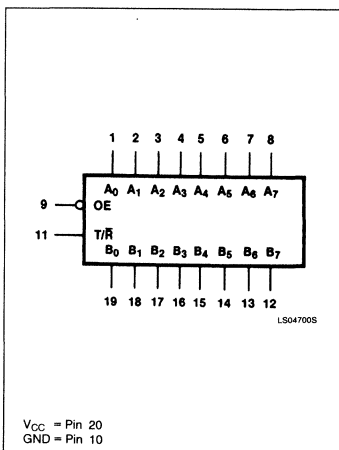 1 2 3 4 5 6 7 8
A0 A1 A2 A3 A4 A5 A6 A7
9 OE
11 T/R̅
B0 B1 B2 B3 B4 B5 B6 B7
19 18 17 16 15 14 13 12
LS04700S
VCC = Pin 20
GND = Pin 10